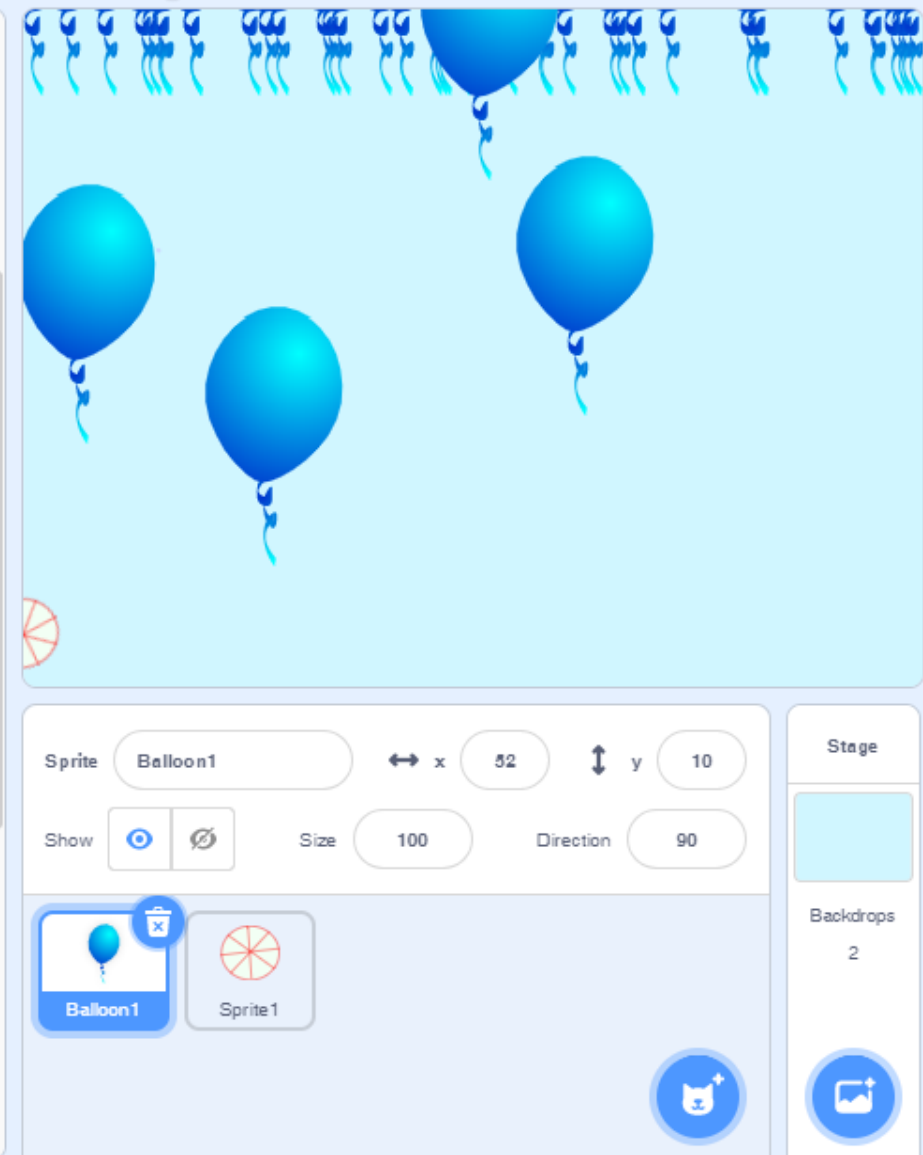 Sprite Balloon1 x 52 y 10
Show Size 100 Direction 90
Balloon1 Sprite1
Stage
Backdrops
2